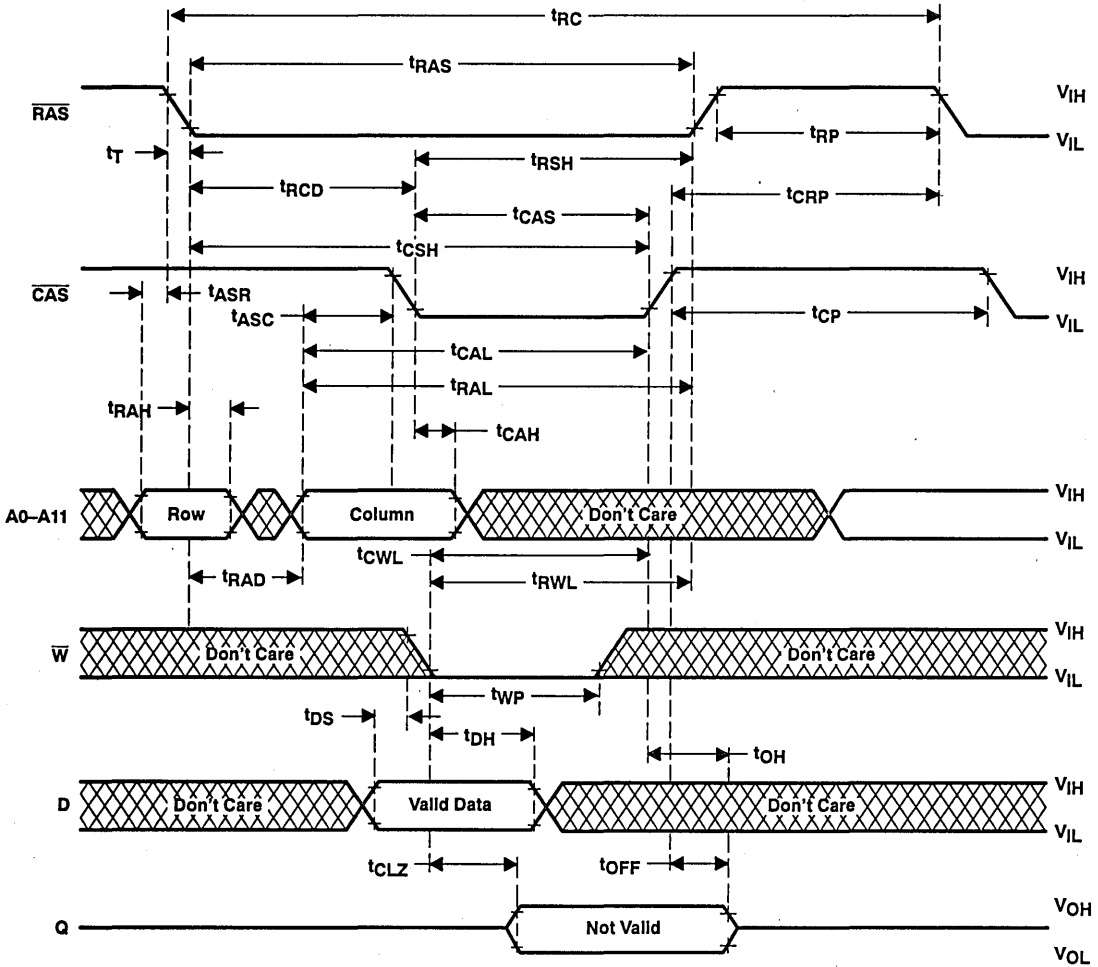 tRC
tRAS
RAS
VIH
VIL
tRP
tT
tRSH
tRCD
tCRP
tCAS
tCSH
CAS
VIH
VIL
tASR
tASC
tCP
tCAL
tRAL
tRAH
tCAH
A0–A11
Row
Column
Don't Care
VIH
VIL
tCWL
tRAD
tRWL
W
Don't Care
Don't Care
VIH
VIL
tWP
tDS
tDH
tOH
D
Don't Care
Valid Data
Don't Care
VIH
VIL
tCLZ
tOFF
Q
Not Valid
VOH
VOL